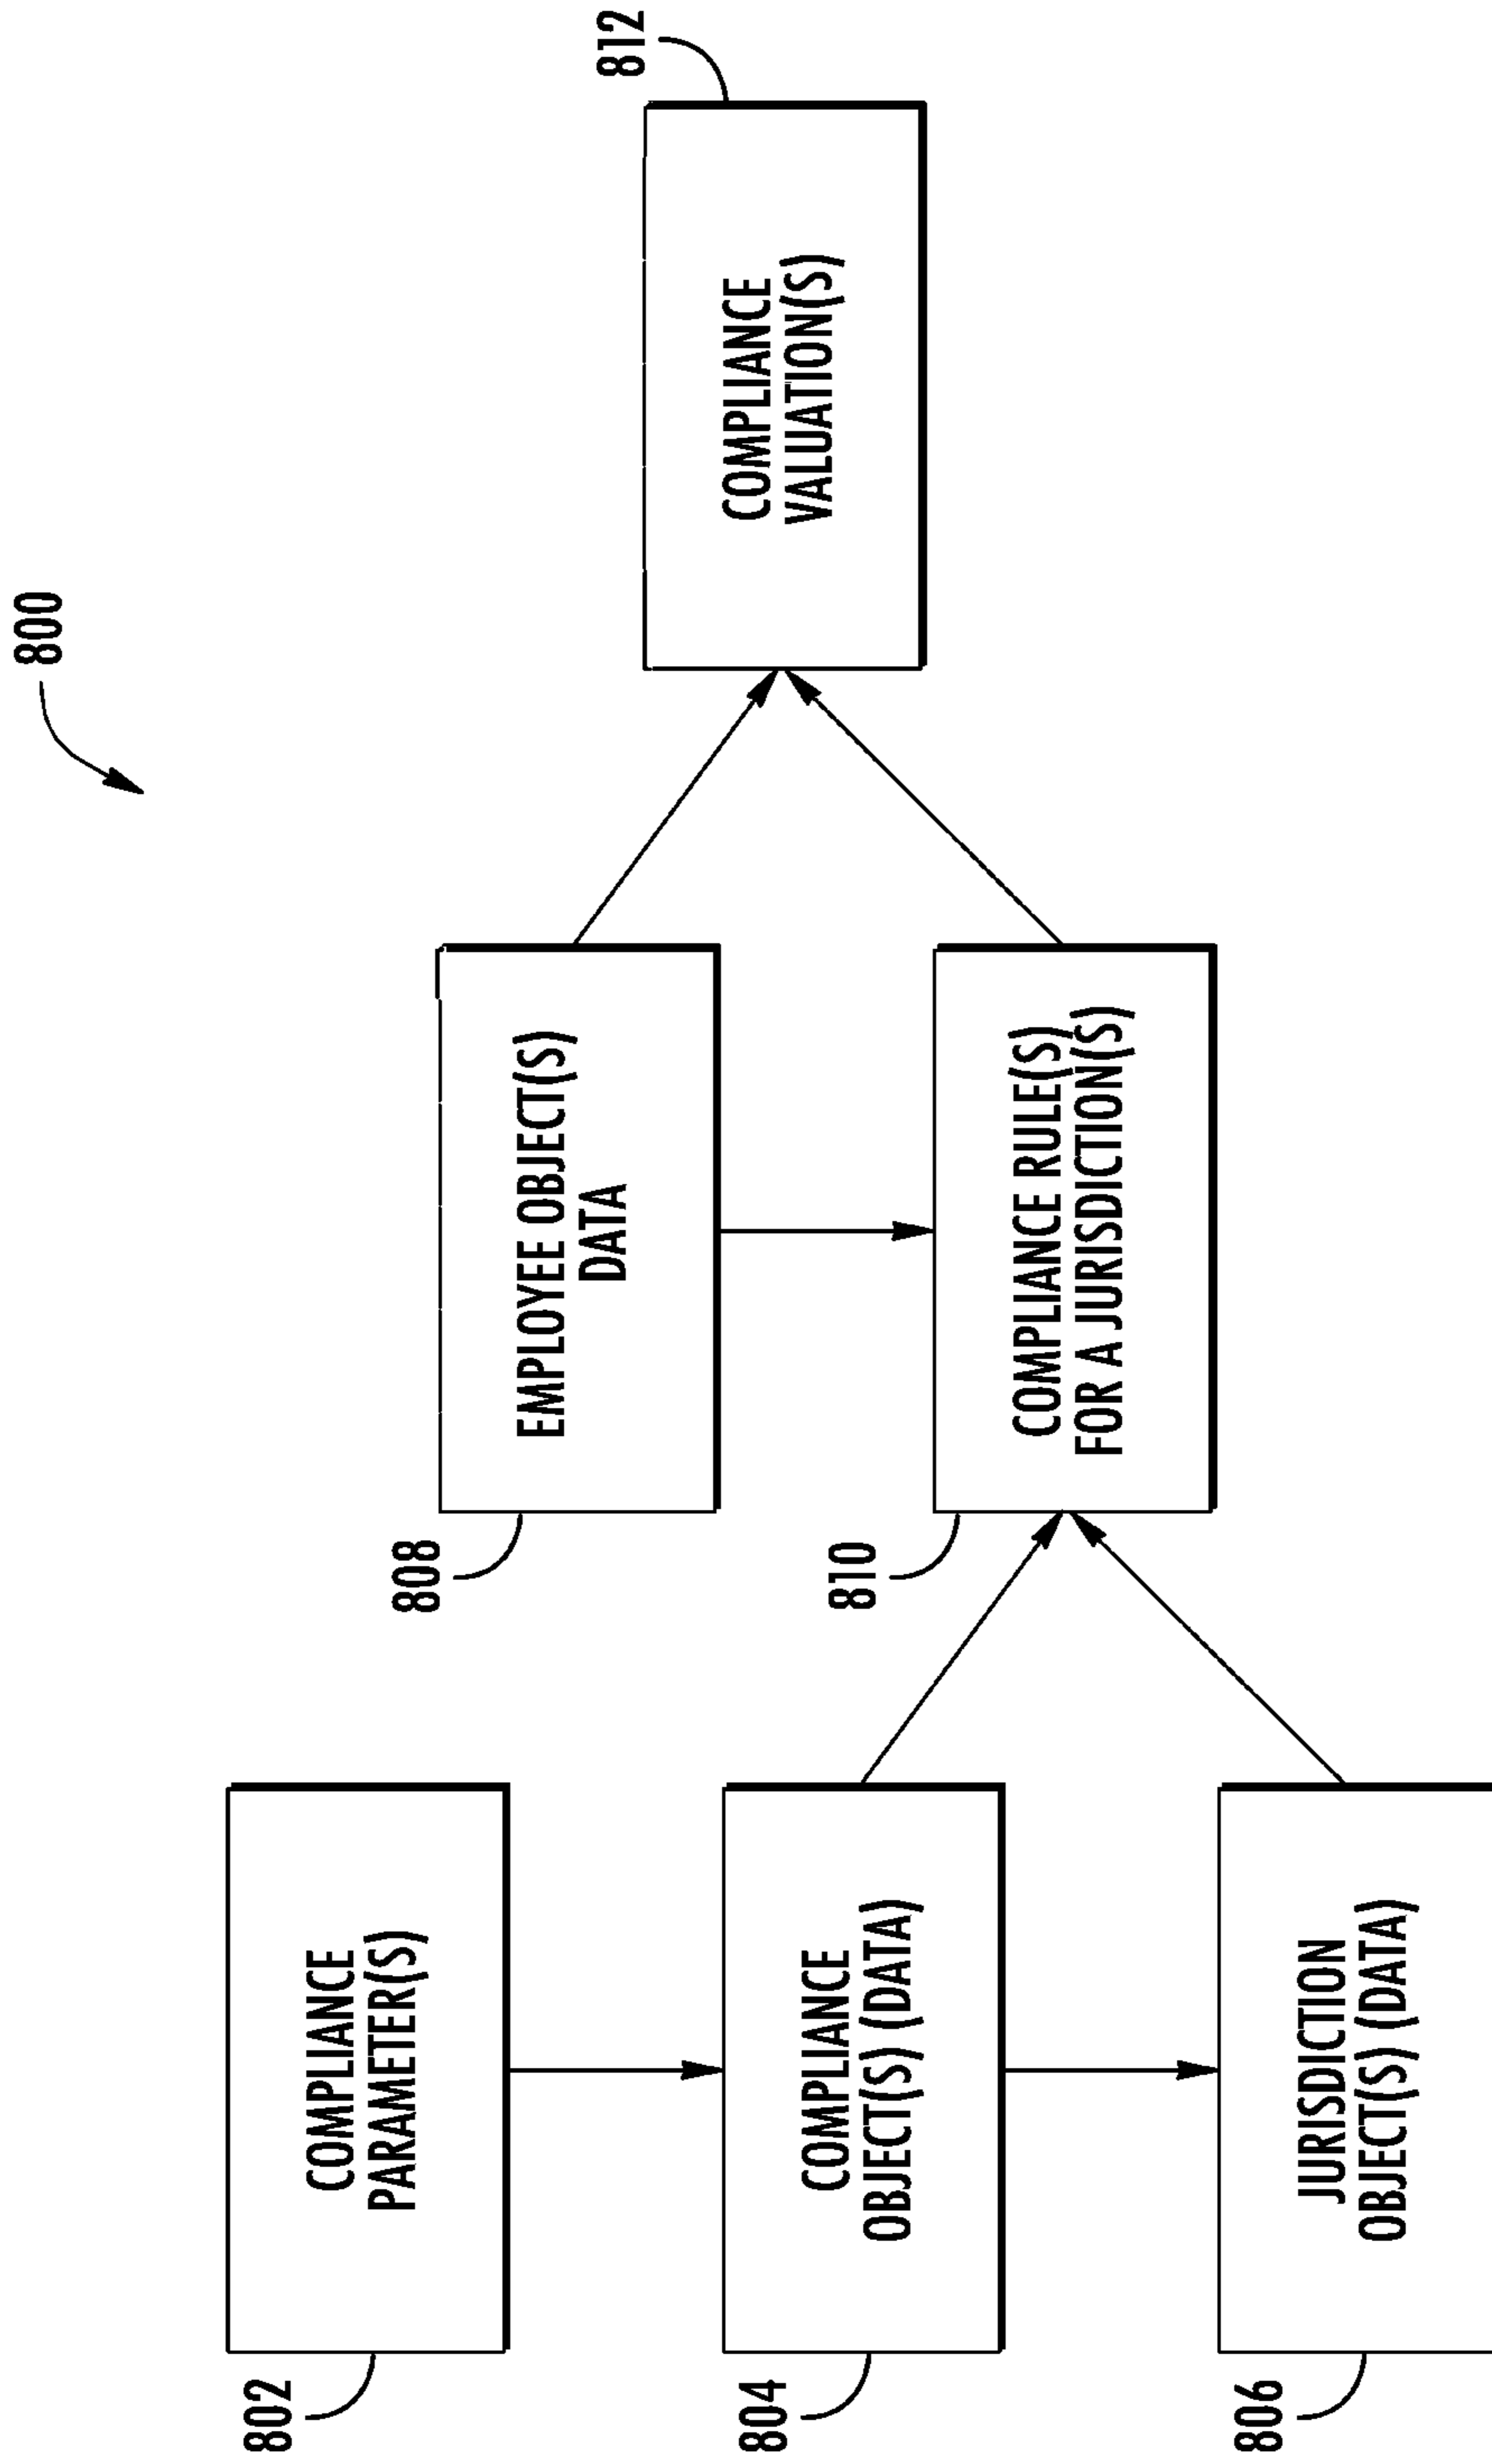 800
802
COMPLIANCE
PARAMETER(S)
804
COMPLIANCE
OBJECT(S) (DATA)
806
JURISDICTION
OBJECT(S) (DATA)
808
EMPLOYEE OBJECT(S)
DATA
810
COMPLIANCE RULE(S)
FOR A JURISDICTION(S)
812
COMPLIANCE
VALUATION(S)